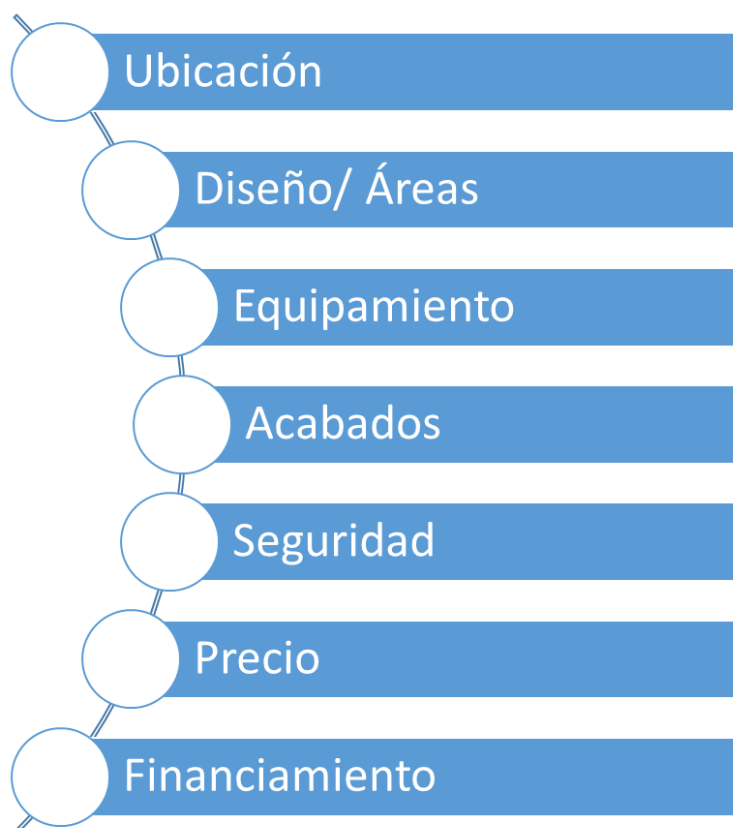 Ubicación
Diseño/ Áreas
Equipamiento
Acabados
Seguridad
Precio
Financiamiento